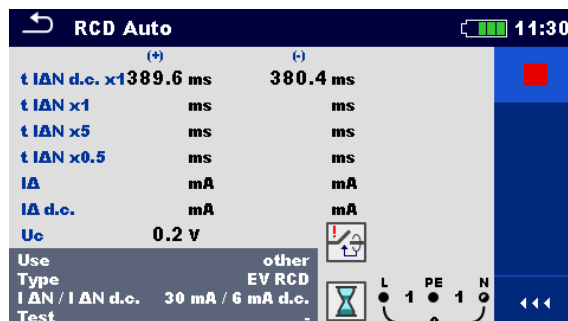 RCD Auto 11:30
(+) (-)
t IΔN d.c. x1 389.6 ms 380.4 ms
t IΔN x1 ms ms
t IΔN x5 ms ms
t IΔN x0.5 ms ms
IΔ mA mA
IΔ d.c. mA mA
Uc 0.2 V
Use other
Type EV RCD
I ΔN / I ΔN d.c. 30 mA / 6 mA d.c.
Test -
L PE N
1 1